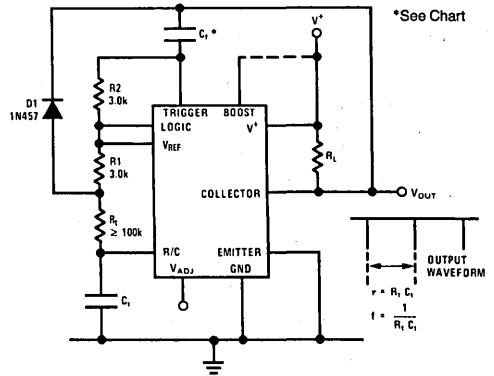 *See Chart
V⁺
Cf *
R2
3.0k
D1
1N457
TRIGGER
BOOST
LOGIC
V⁺
VREF
R1
3.0k
RL
COLLECTOR
VOUT
Rt
≥ 100k
R/C
EMITTER
VADJ
GND
Ct
OUTPUT
WAVEFORM
τ = Rt Ct
f = 1
Rt Ct